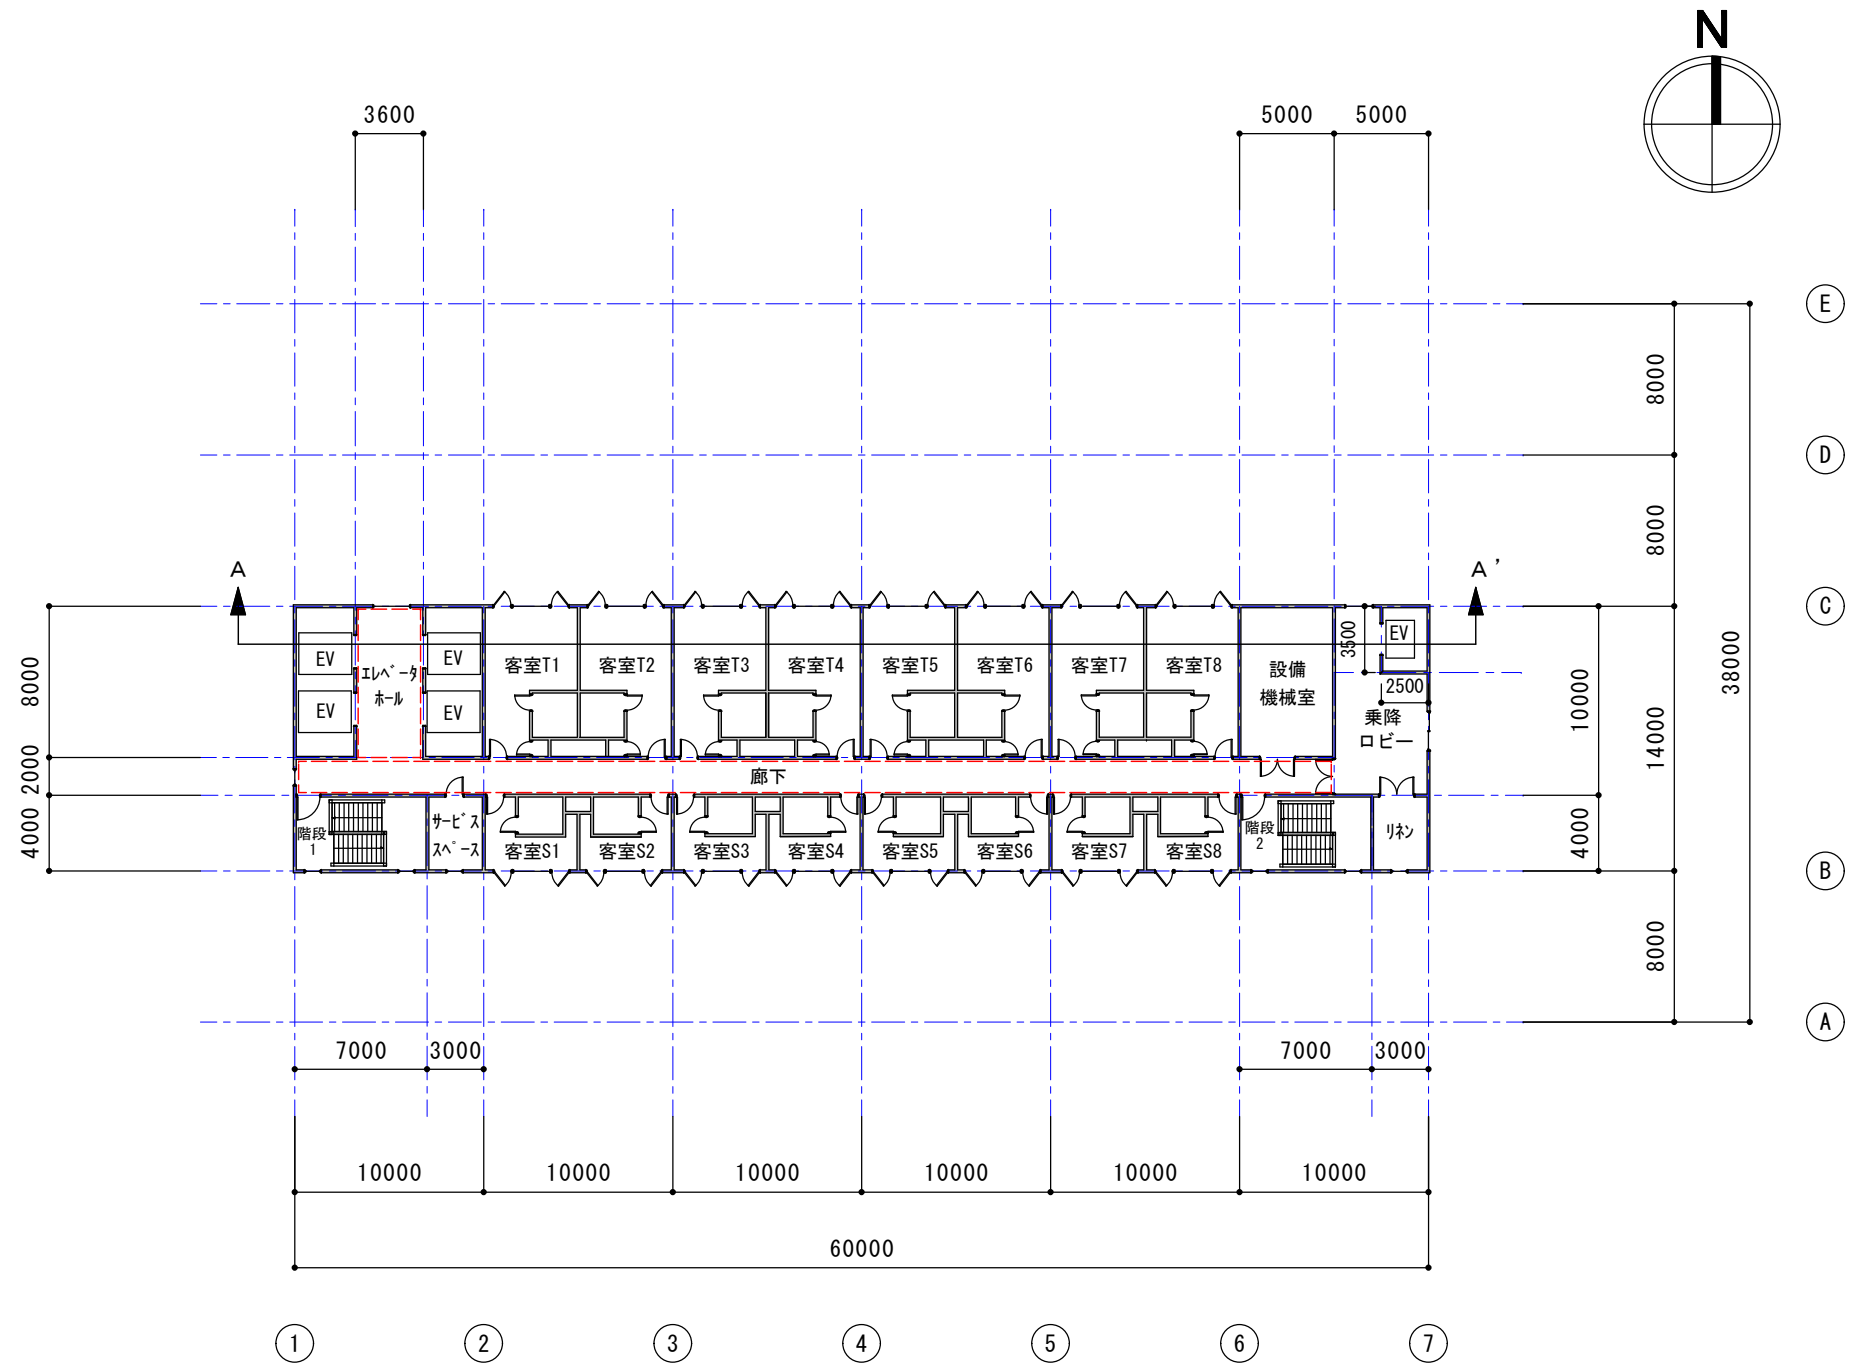 N
3600
5000
5000
E
8000
D
8000
A
A'
C
3500
EV
EV
EV
EV
EV
エレベータ
ホール
客室T1
客室T2
客室T3
客室T4
客室T5
客室T6
客室T7
客室T8
設備
機械室
2500
乗降
ロビー
8000
10000
14000
38000
2000
廊下
4000
階段
1
サービス
スペース
客室S1
客室S2
客室S3
客室S4
客室S5
客室S6
客室S7
客室S8
階段
2
リネン
4000
B
8000
A
7000
3000
7000
3000
10000
10000
10000
10000
10000
10000
60000
1
2
3
4
5
6
7